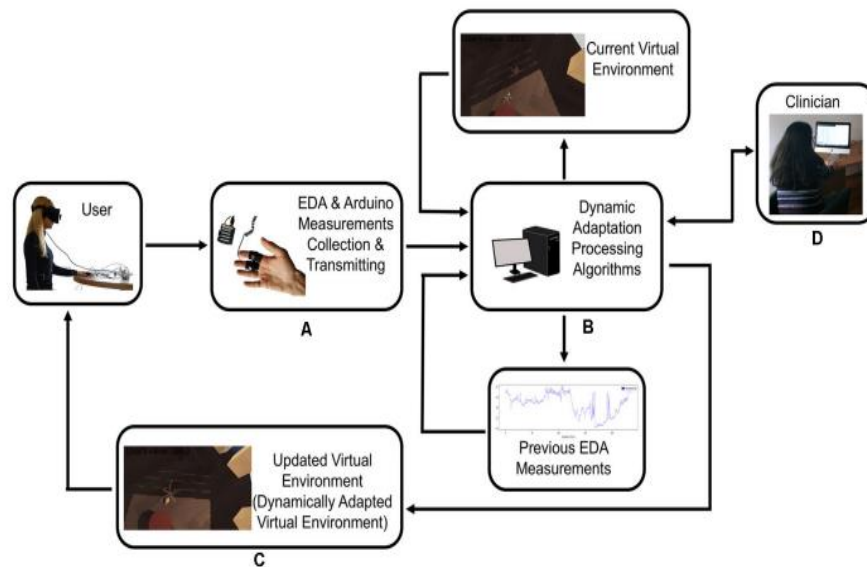 Current Virtual
Environment
Clinician
D
User
EDA & Arduino
Measurements
Collection &
Transmitting
A
Dynamic
Adaptation
Processing
Algorithms
B
Previous EDA
Measurements
Updated Virtual
Environment
(Dynamically Adapted
Virtual Environment)
C